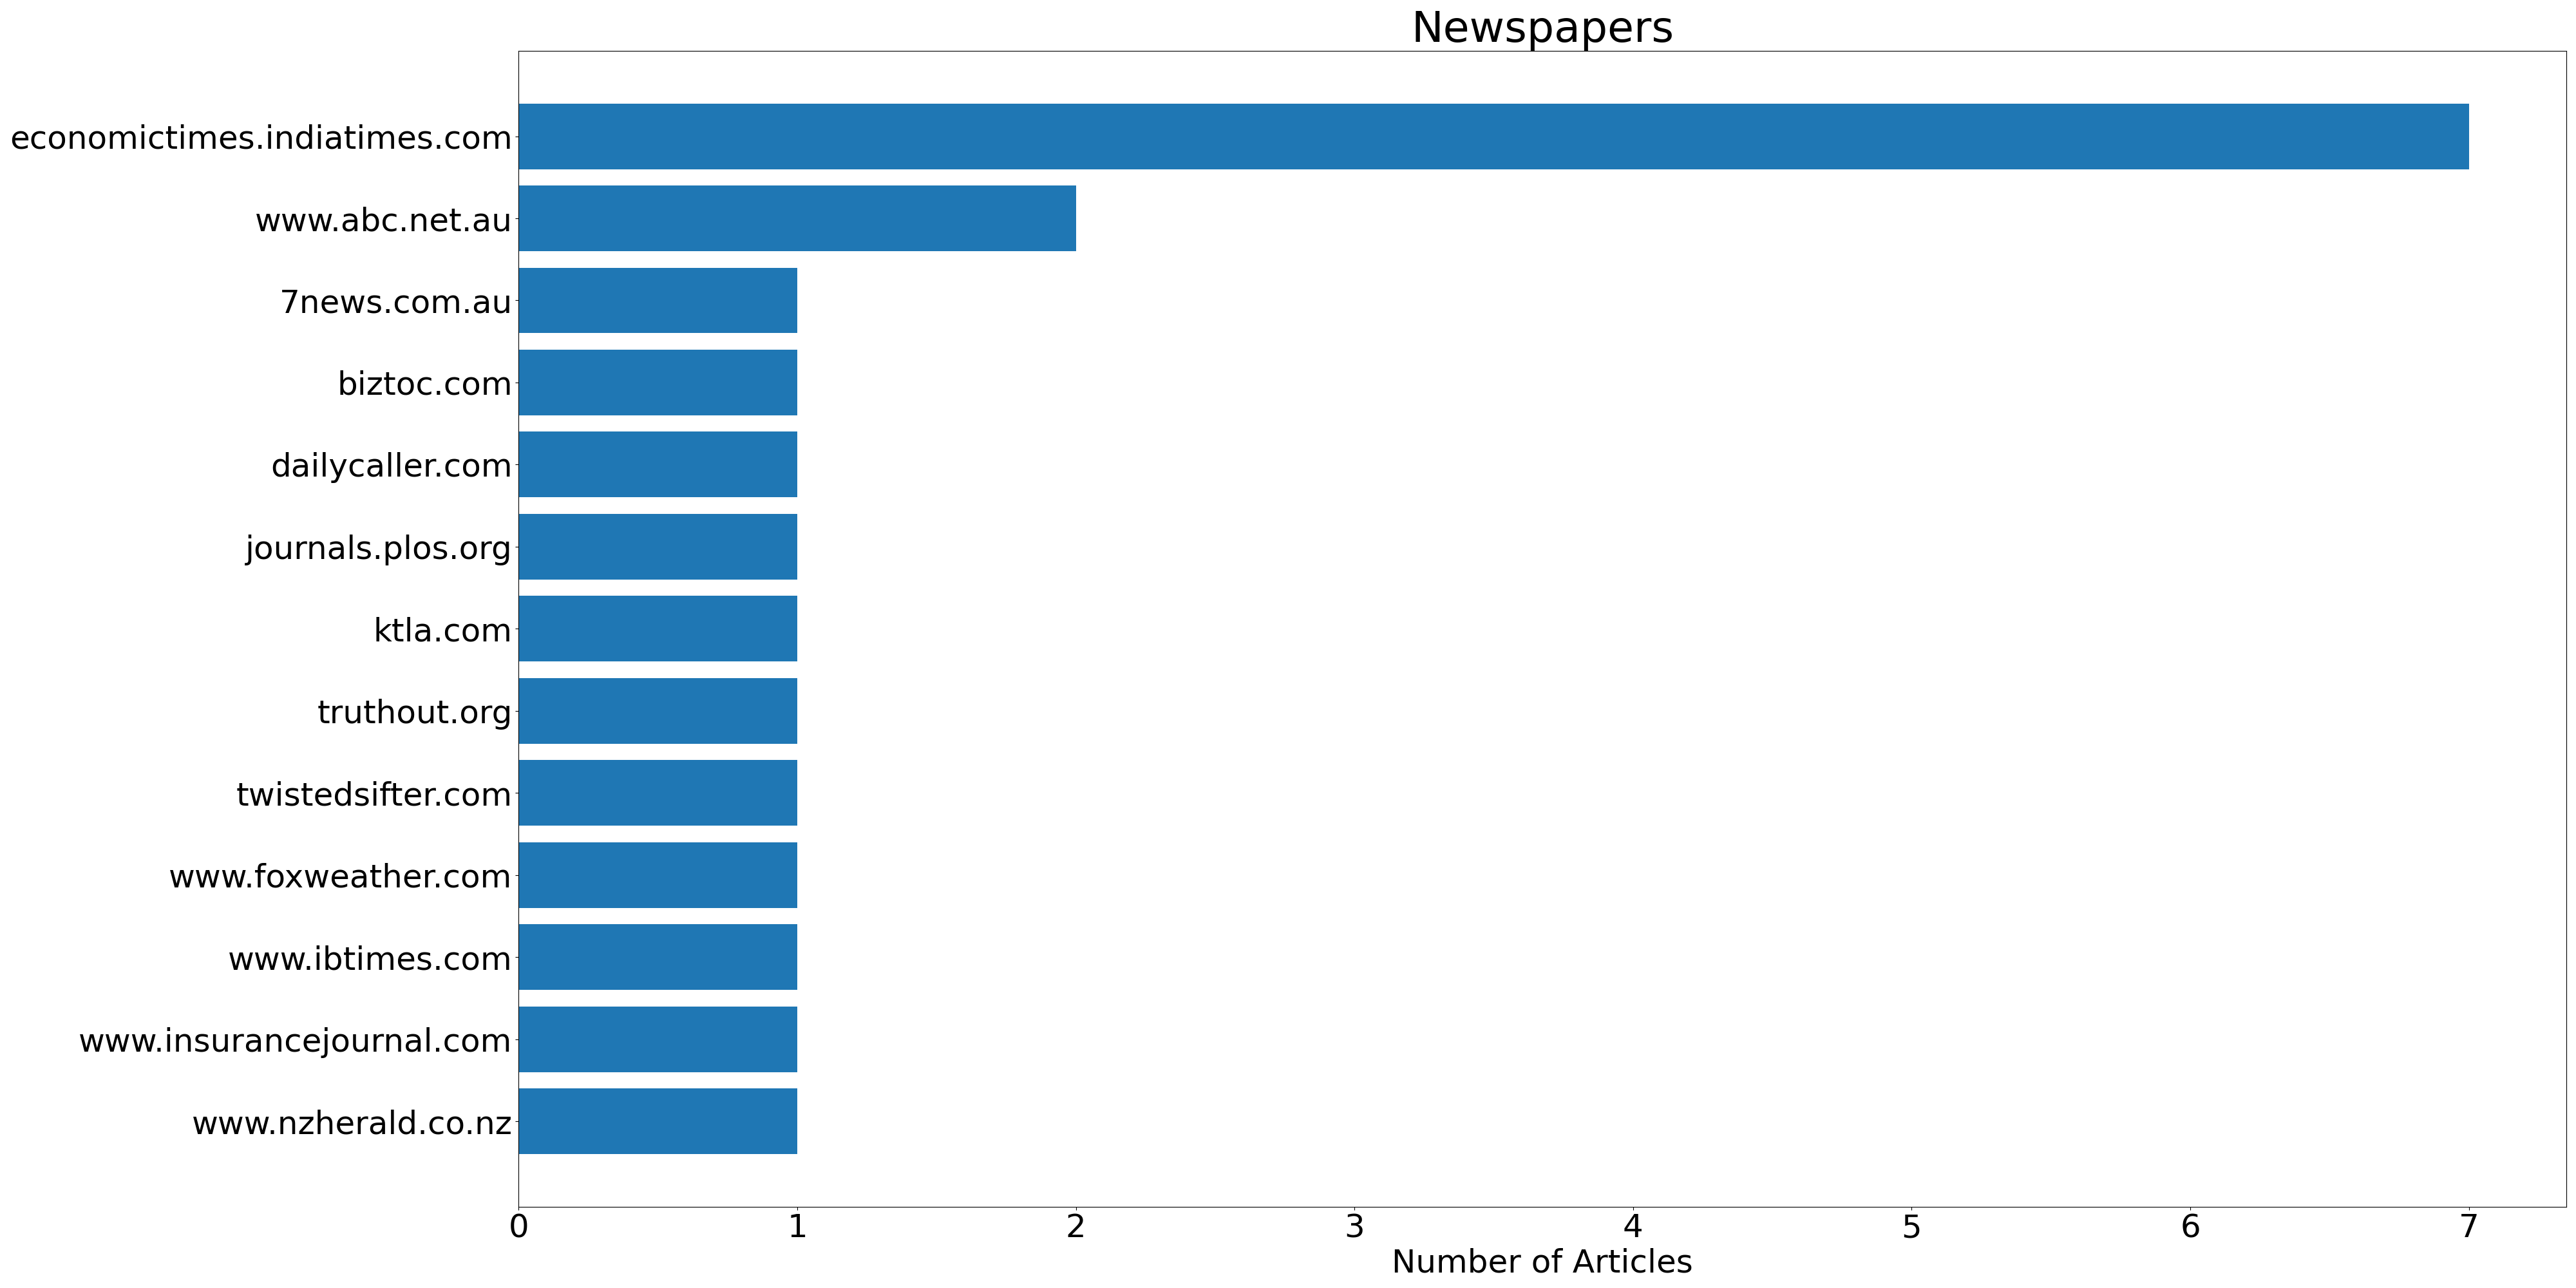 Newspapers
economictimes.indiatimes.com
www.abc.net.au
7news.com.au
biztoc.com
dailycaller.com
journals.plos.org
ktla.com
truthout.org
twistedsifter.com
www.foxweather.com
www.ibtimes.com
www.insurancejournal.com
www.nzherald.co.nz
0 1 2 3 4 5 6 7
Number of Articles